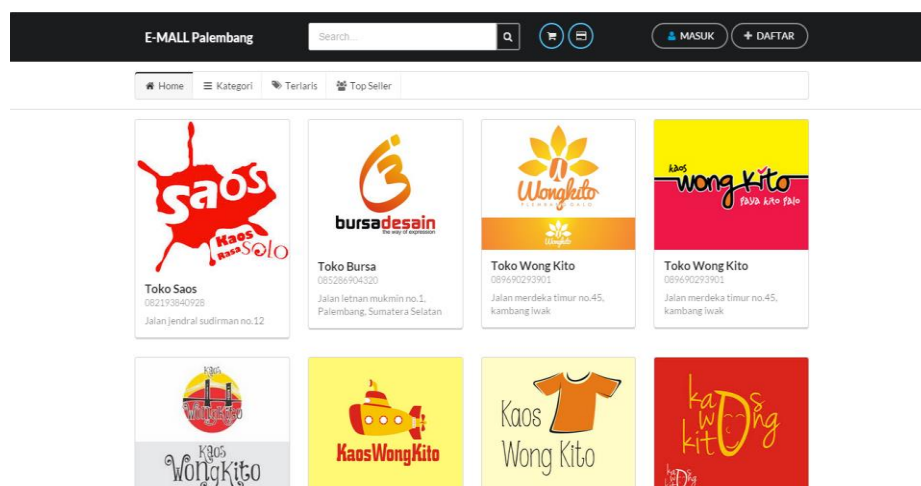 E-MALL Palembang
Search...
MASUK
DAFTAR
Home
Kategori
Terlaris
Top Seller
saos
Kaos
Rasa Solo
Toko Saos
082193840928
Jalan jendral sudirman no.12
bursadesain
the way of expression
Toko Bursa
085286904320
Jalan letnan mukmin no.1,
Palembang, Sumatera Selatan
Wongkito
Wongkito
Toko Wong Kito
089690293901
Jalan merdeka timur no.45,
kambang iwak
kaos
wong kito
Toko Wong Kito
089690293901
Jalan merdeka timur no.45,
kambang iwak
Kaos
WongKito
Kaos
WongKito
KaosWongKito
Kaos
Wong Kito
kaos
wong
kito